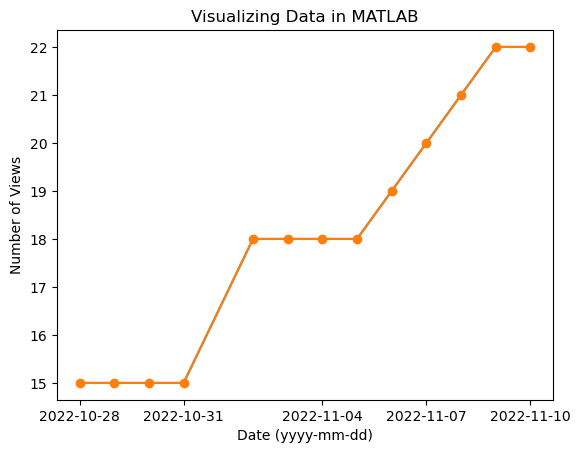 Visualizing Data in MATLAB
Number of Views
22
21
20
19
18
17
16
15
2022-10-28 2022-10-31 2022-11-04 2022-11-07 2022-11-10
Date (yyyy-mm-dd)